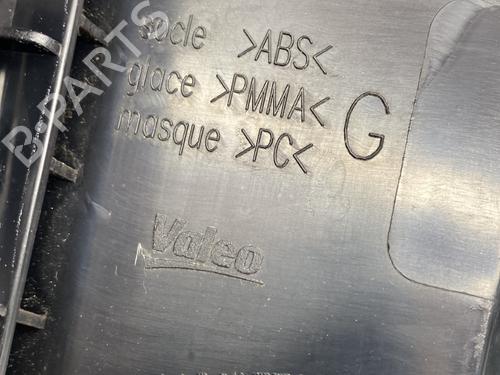 socle >ABS<
glace >PMMA<
masque >PC<
G
Valeo
B-PARTS